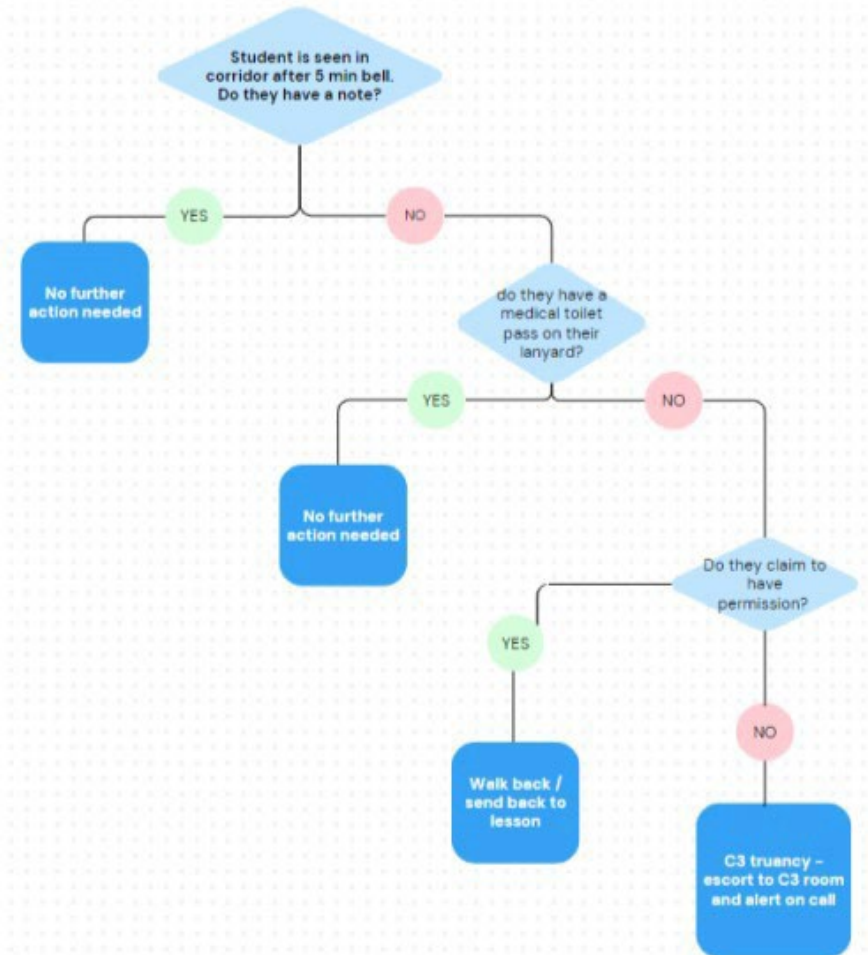 Student is seen in
corridor after 5 min bell.
Do they have a note?
YES
NO
No further
action needed
do they have a
medical toilet
pass on their
lanyard?
YES
NO
No further
action needed
Do they claim to
have
permission?
YES
NO
Walk back /
send back to
lesson
C3 truancy -
escort to C3 room
and alert on call